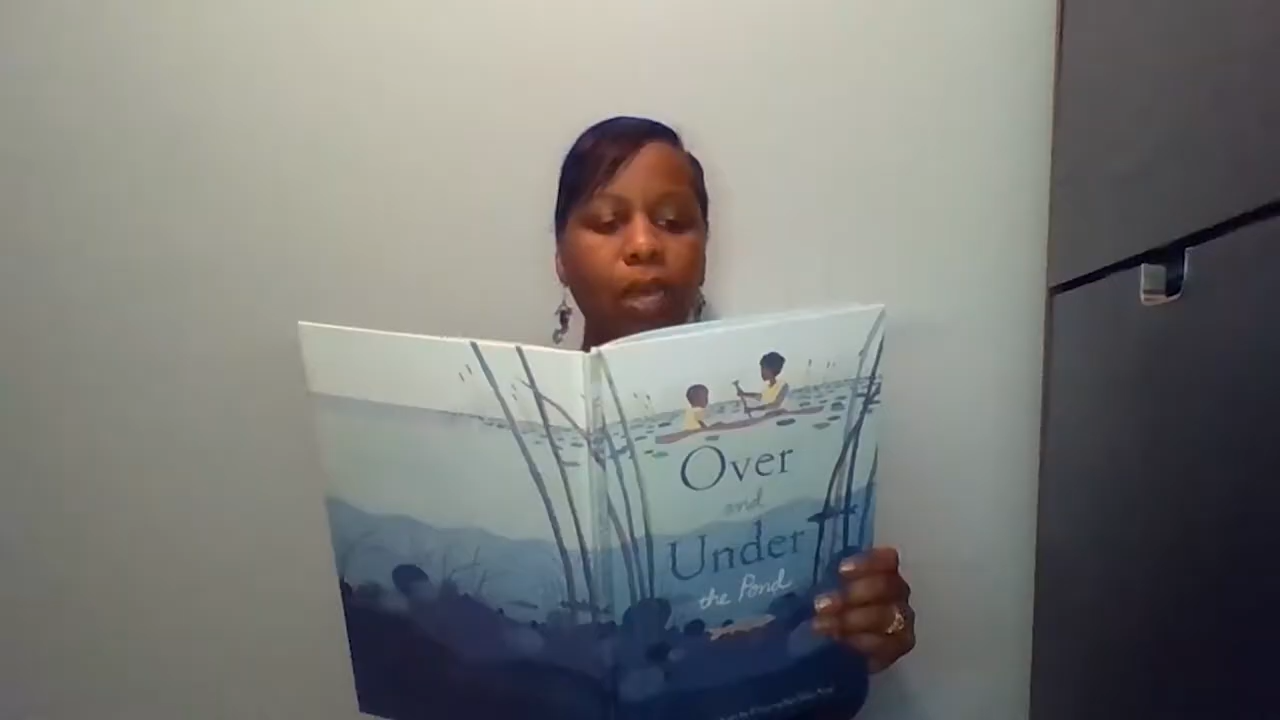 Over
and
Under
the Pond